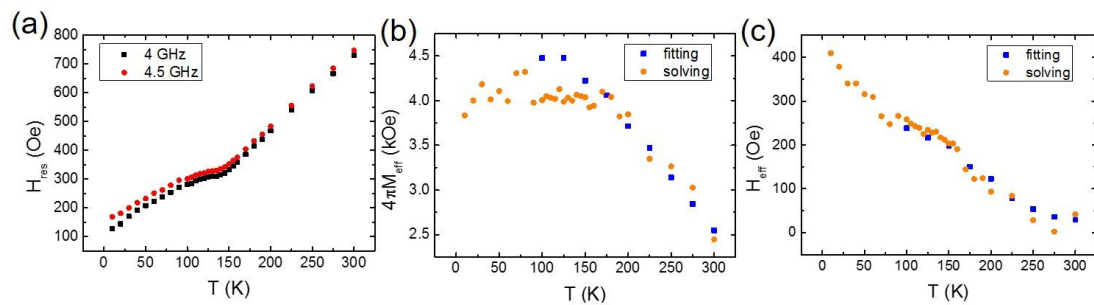 (a)
800
700
600
500
400
300
200
100
H_res (Oe)
4 GHz
4.5 GHz
0 50 100 150 200 250 300
T (K)
(b)
4.5
4.0
3.5
3.0
2.5
4πM_eff (kOe)
fitting
solving
0 50 100 150 200 250 300
T (K)
(c)
400
300
200
100
0
H_eff (Oe)
fitting
solving
0 50 100 150 200 250 300
T (K)